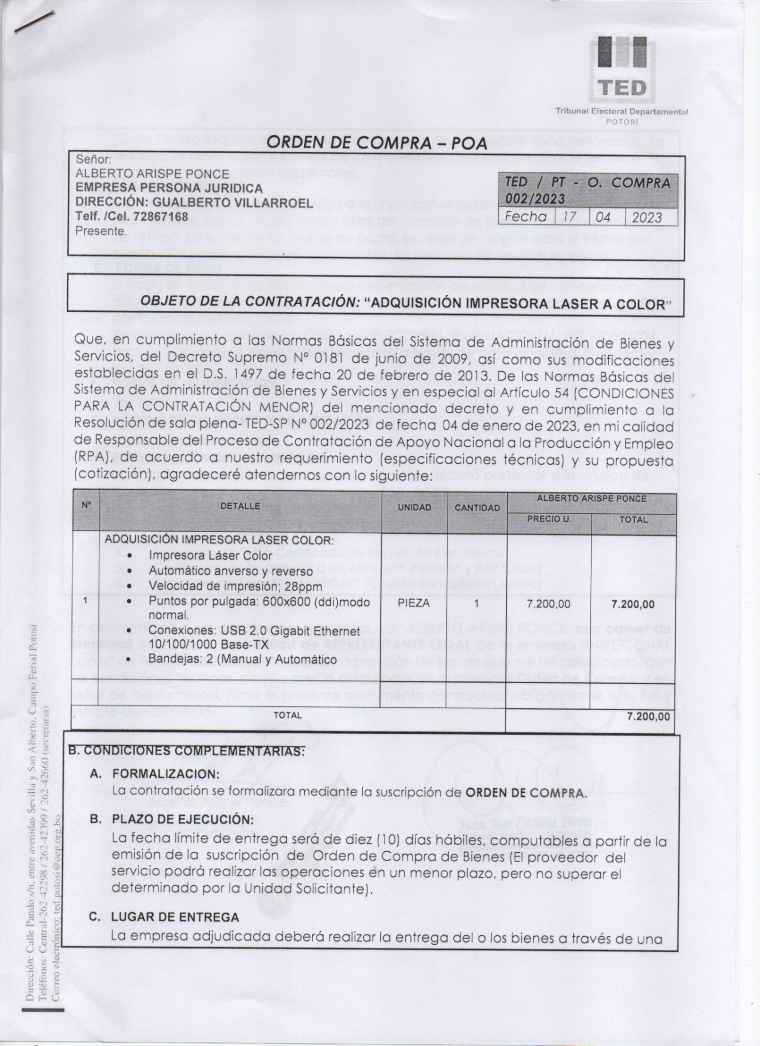 TED
Tribunal Electoral Departamental
POTOSI
ORDEN DE COMPRA – POA
Señor:
ALBERTO ARISPE PONCE
EMPRESA PERSONA JURIDICA
DIRECCIÓN: GUALBERTO VILLARROEL
Telf. /Cel. 72867168
Presente.
TED / PT - O. COMPRA
002/2023
Fecha 17 04 2023
OBJETO DE LA CONTRATACIÓN: "ADQUISICIÓN IMPRESORA LASER A COLOR"
Que, en cumplimiento a las Normas Básicas del Sistema de Administración de Bienes y
Servicios, del Decreto Supremo Nº 0181 de junio de 2009, así como sus modificaciones
establecidas en el D.S. 1497 de fecha 20 de febrero de 2013. De las Normas Básicas del
Sistema de Administración de Bienes y Servicios y en especial al Artículo 54 (CONDICIONES
PARA LA CONTRATACIÓN MENOR) del mencionado decreto y en cumplimiento a la
Resolución de sala plena- TED-SP Nº 002/2023 de fecha 04 de enero de 2023, en mi calidad
de Responsable del Proceso de Contratación de Apoyo Nacional a la Producción y Empleo
(RPA), de acuerdo a nuestro requerimiento (especificaciones técnicas) y su propuesta
(cotización), agradeceré atendernos con lo siguiente:
Nº DETALLE UNIDAD CANTIDAD ALBERTO ARISPE PONCE
PRECIO U. TOTAL
ADQUISICIÓN IMPRESORA LASER COLOR:
• Impresora Láser Color
• Automático anverso y reverso
• Velocidad de impresión; 28ppm
1 • Puntos por pulgada: 600x600 (ddi)modo PIEZA 1 7.200,00 7.200,00
normal.
• Conexiones: USB 2.0 Gigabit Ethernet
10/100/1000 Base-TX
• Bandejas: 2 (Manual y Automático
TOTAL 7.200,00
B. CONDICIONES COMPLEMENTARIAS:
A. FORMALIZACION:
La contratación se formalizara mediante la suscripción de ORDEN DE COMPRA.
B. PLAZO DE EJECUCIÓN:
La fecha límite de entrega será de diez (10) días hábiles, computables a partir de la
emisión de la suscripción de Orden de Compra de Bienes (El proveedor del
servicio podrá realizar las operaciones en un menor plazo, pero no superar el
determinado por la Unidad Solicitante).
C. LUGAR DE ENTREGA
La empresa adjudicada deberá realizar la entrega del o los bienes a través de una
Dirección: Calle Pando s/n, entre avenidas Sevilla y San Alberto, Campo Ferial Potosí
Teléfonos: Central-262-42298 / 262-42399 / 262-42660 (secretaria)
Correo electrónico: ted.potosi@oep.org.bo